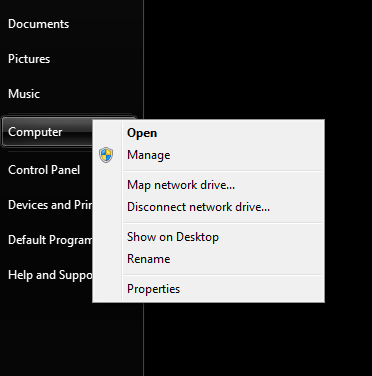 Documents
Pictures
Music
Computer
Open
Manage
Map network drive...
Disconnect network drive...
Show on Desktop
Rename
Properties
Control Panel
Devices and Prin
Default Program
Help and Suppo